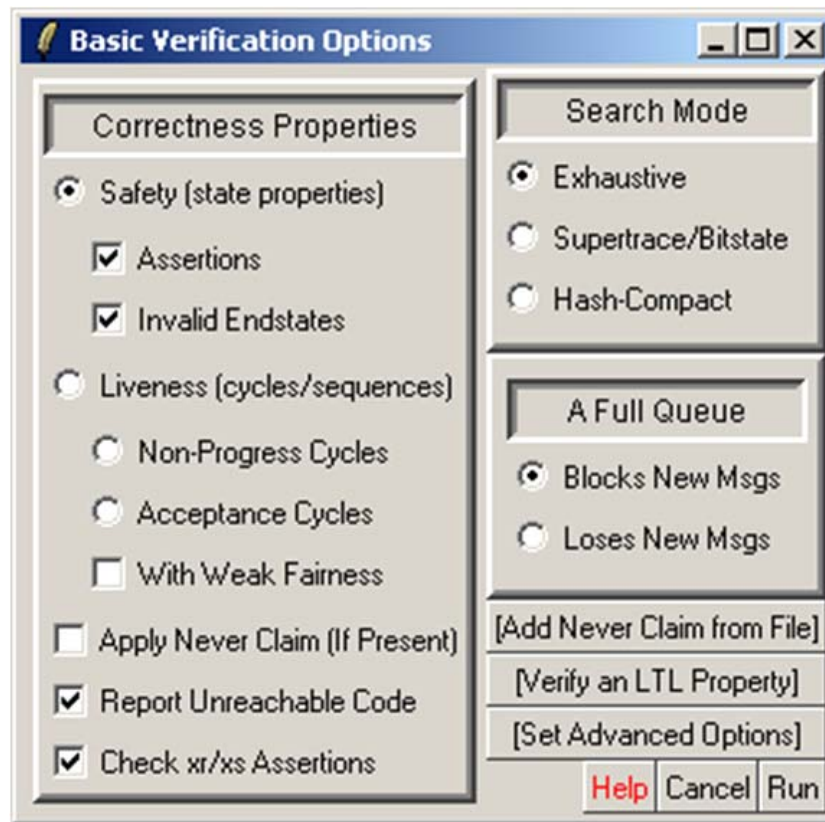 Basic Verification Options
Correctness Properties
Safety (state properties)
Assertions
Invalid Endstates
Liveness (cycles/sequences)
Non-Progress Cycles
Acceptance Cycles
With Weak Fairness
Apply Never Claim (If Present)
Report Unreachable Code
Check xr/xs Assertions
Search Mode
Exhaustive
Supertrace/Bitstate
Hash-Compact
A Full Queue
Blocks New Msgs
Loses New Msgs
[Add Never Claim from File]
[Verify an LTL Property]
[Set Advanced Options]
Help Cancel Run